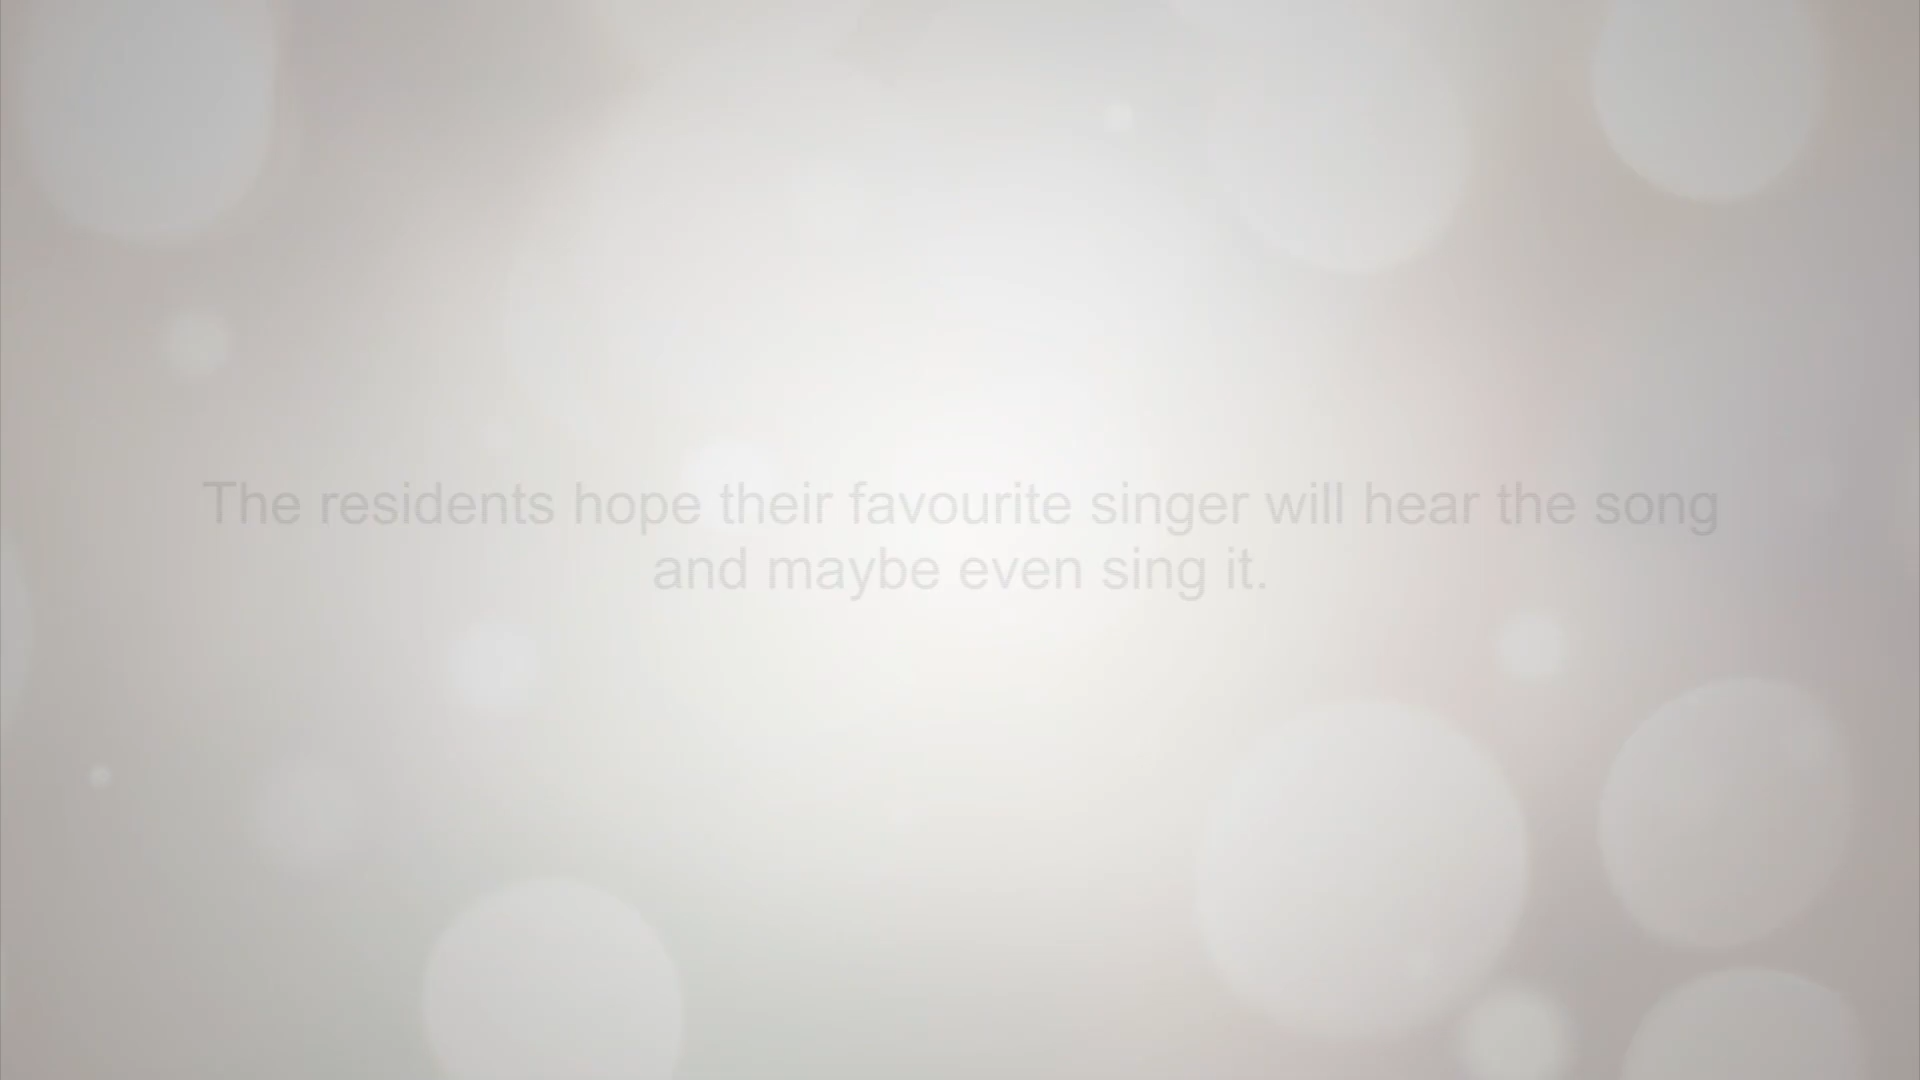 The residents hope their favourite singer will hear the song
and maybe even sing it.